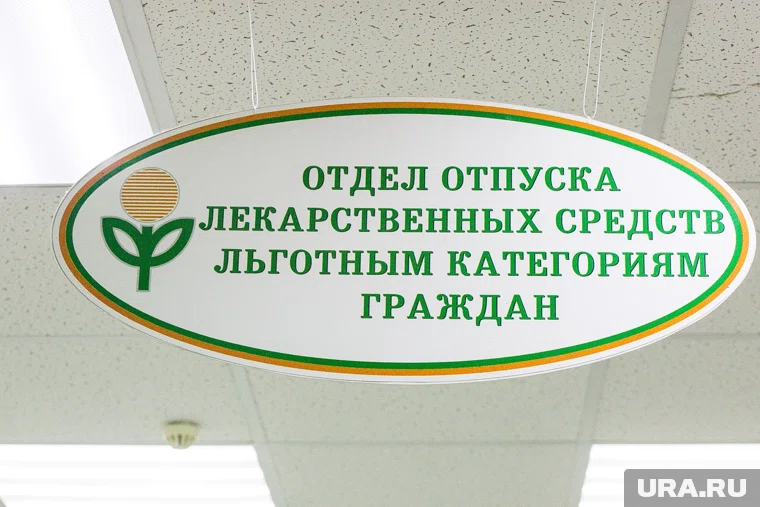 ОТДЕЛ ОТПУСКА
ЛЕКАРСТВЕННЫХ СРЕДСТВ
ЛЬГОТНЫМ КАТЕГОРИЯМ
ГРАЖДАН
URA.RU